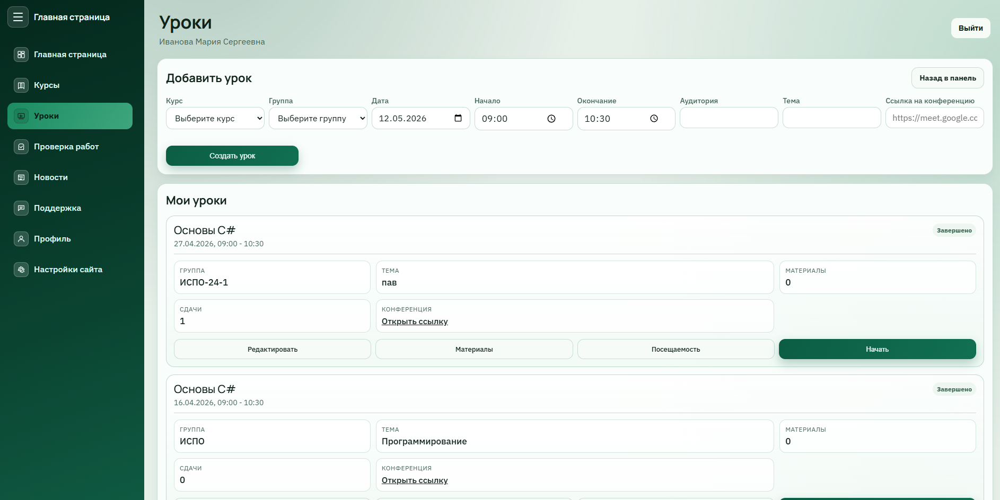 Главная страница
Главная страница
Курсы
Уроки
Проверка работ
Новости
Поддержка
Профиль
Настройки сайта
Уроки
Иванова Мария Сергеевна
Выйти
Добавить урок
Назад в панель
Курс Группа Дата Начало Окончание Аудитория Тема Ссылка на конференцию
Выберите курс Выберите группу 12.05.2026 09:00 10:30 https://meet.google.cc
Создать урок
Мои уроки
Основы C#
Завершено
27.04.2026, 09:00 - 10:30
ГРУППА ТЕМА МАТЕРИАЛЫ
ИСПО-24-1 пав 0
СДАЧИ КОНФЕРЕНЦИЯ
1 Открыть ссылку
Редактировать Материалы Посещаемость Начать
Основы C#
Завершено
16.04.2026, 09:00 - 10:30
ГРУППА ТЕМА МАТЕРИАЛЫ
ИСПО Программирование 0
СДАЧИ КОНФЕРЕНЦИЯ
0 Открыть ссылку